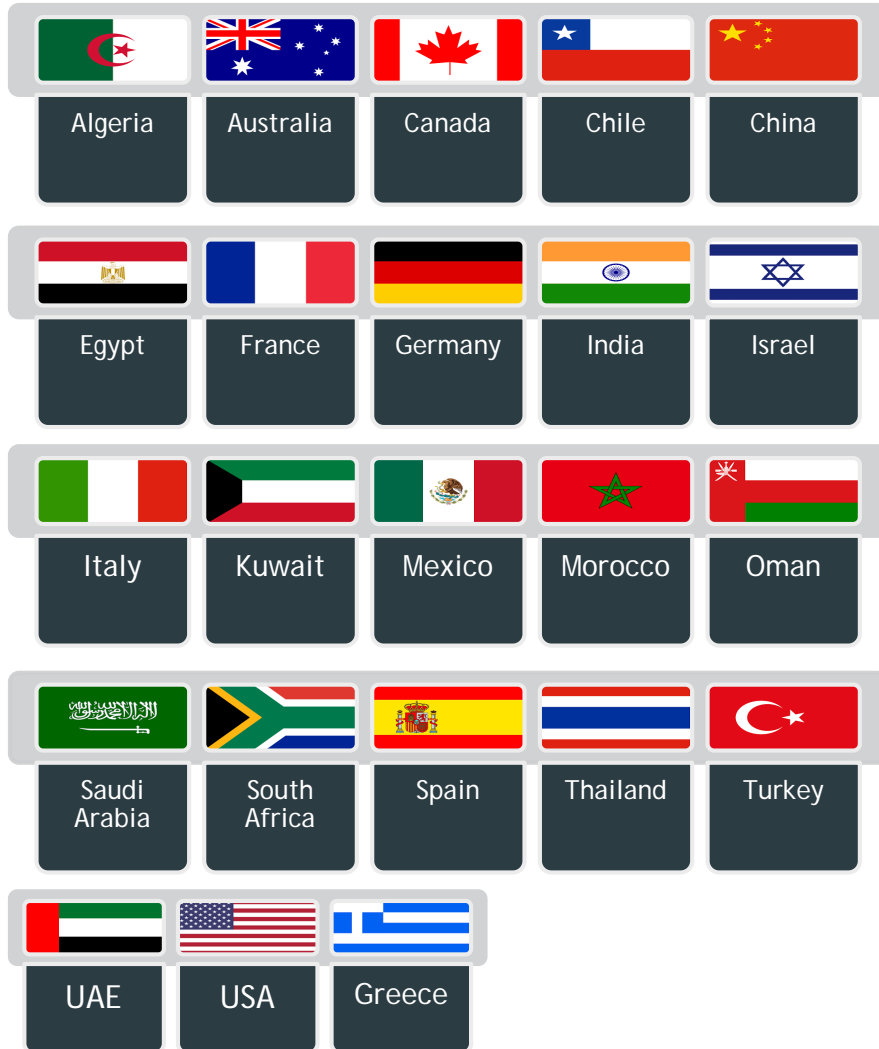 Algeria
Australia
Canada
Chile
China
Egypt
France
Germany
India
Israel
Italy
Kuwait
Mexico
Morocco
Oman
Saudi
Arabia
South
Africa
Spain
Thailand
Turkey
UAE
USA
Greece